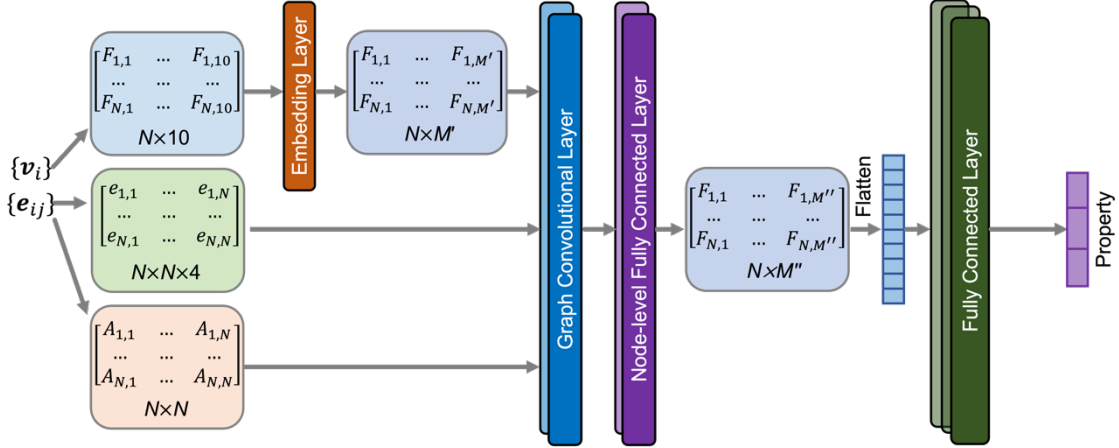 {v_i}
{e_ij}
F_1,1 ... F_1,10
... ... ...
F_N,1 ... F_N,10
N×10
Embedding Layer
F_1,1 ... F_1,M′
... ... ...
F_N,1 ... F_N,M′
N×M′
e_1,1 ... e_1,N
... ... ...
e_N,1 ... e_N,N
N×N×4
A_1,1 ... A_1,N
... ... ...
A_N,1 ... A_N,N
N×N
Graph Convolutional Layer
Node-level Fully Connected Layer
F_1,1 ... F_1,M′′
... ... ...
F_N,1 ... F_N,M′′
N×M″
Flatten
Fully Connected Layer
Property